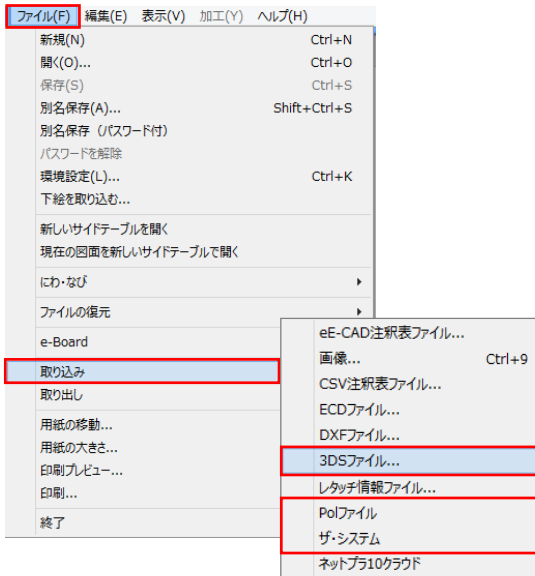 ファイル(F) 編集(E) 表示(V) 加工(Y) ヘルプ(H)
新規(N) Ctrl+N
開く(O)... Ctrl+O
保存(S) Ctrl+S
別名保存(A)... Shift+Ctrl+S
別名保存（パスワード付）
パスワードを解除
環境設定(L)... Ctrl+K
下絵を取り込む...
新しいサイドテーブルを開く
現在の図面を新しいサイドテーブルで開く
にわ・なび
ファイルの復元
e-Board
取り込み
取り出し
用紙の移動...
用紙の大きさ...
印刷プレビュー...
印刷...
終了
eE-CAD注釈表ファイル...
画像... Ctrl+9
CSV注釈表ファイル...
ECDファイル...
DXFファイル...
3DSファイル...
レタッチ情報ファイル...
Polファイル
ザ・システム
ネットプラ10クラウド